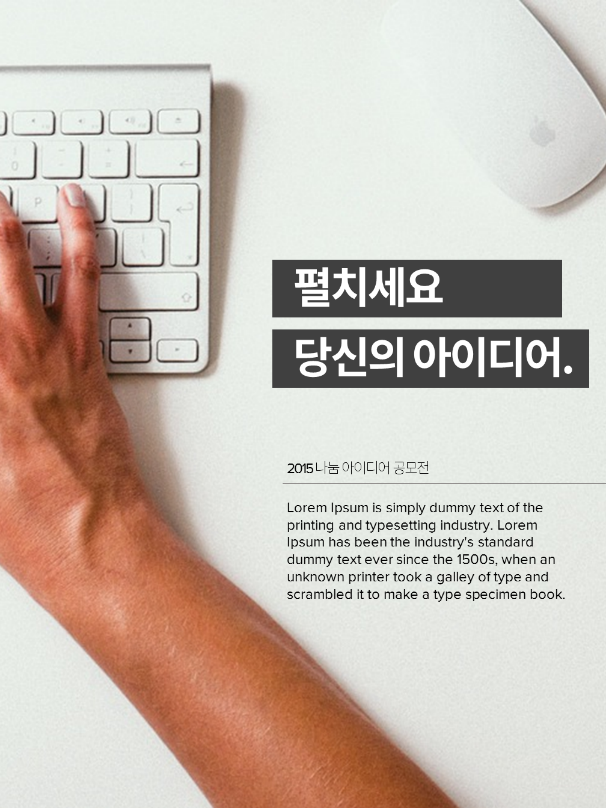 펼치세요
당신의 아이디어.
2015 나눔 아이디어 공모전
Lorem Ipsum is simply dummy text of the
printing and typesetting industry. Lorem
Ipsum has been the industry's standard
dummy text ever since the 1500s, when an
unknown printer took a galley of type and
scrambled it to make a type specimen book.